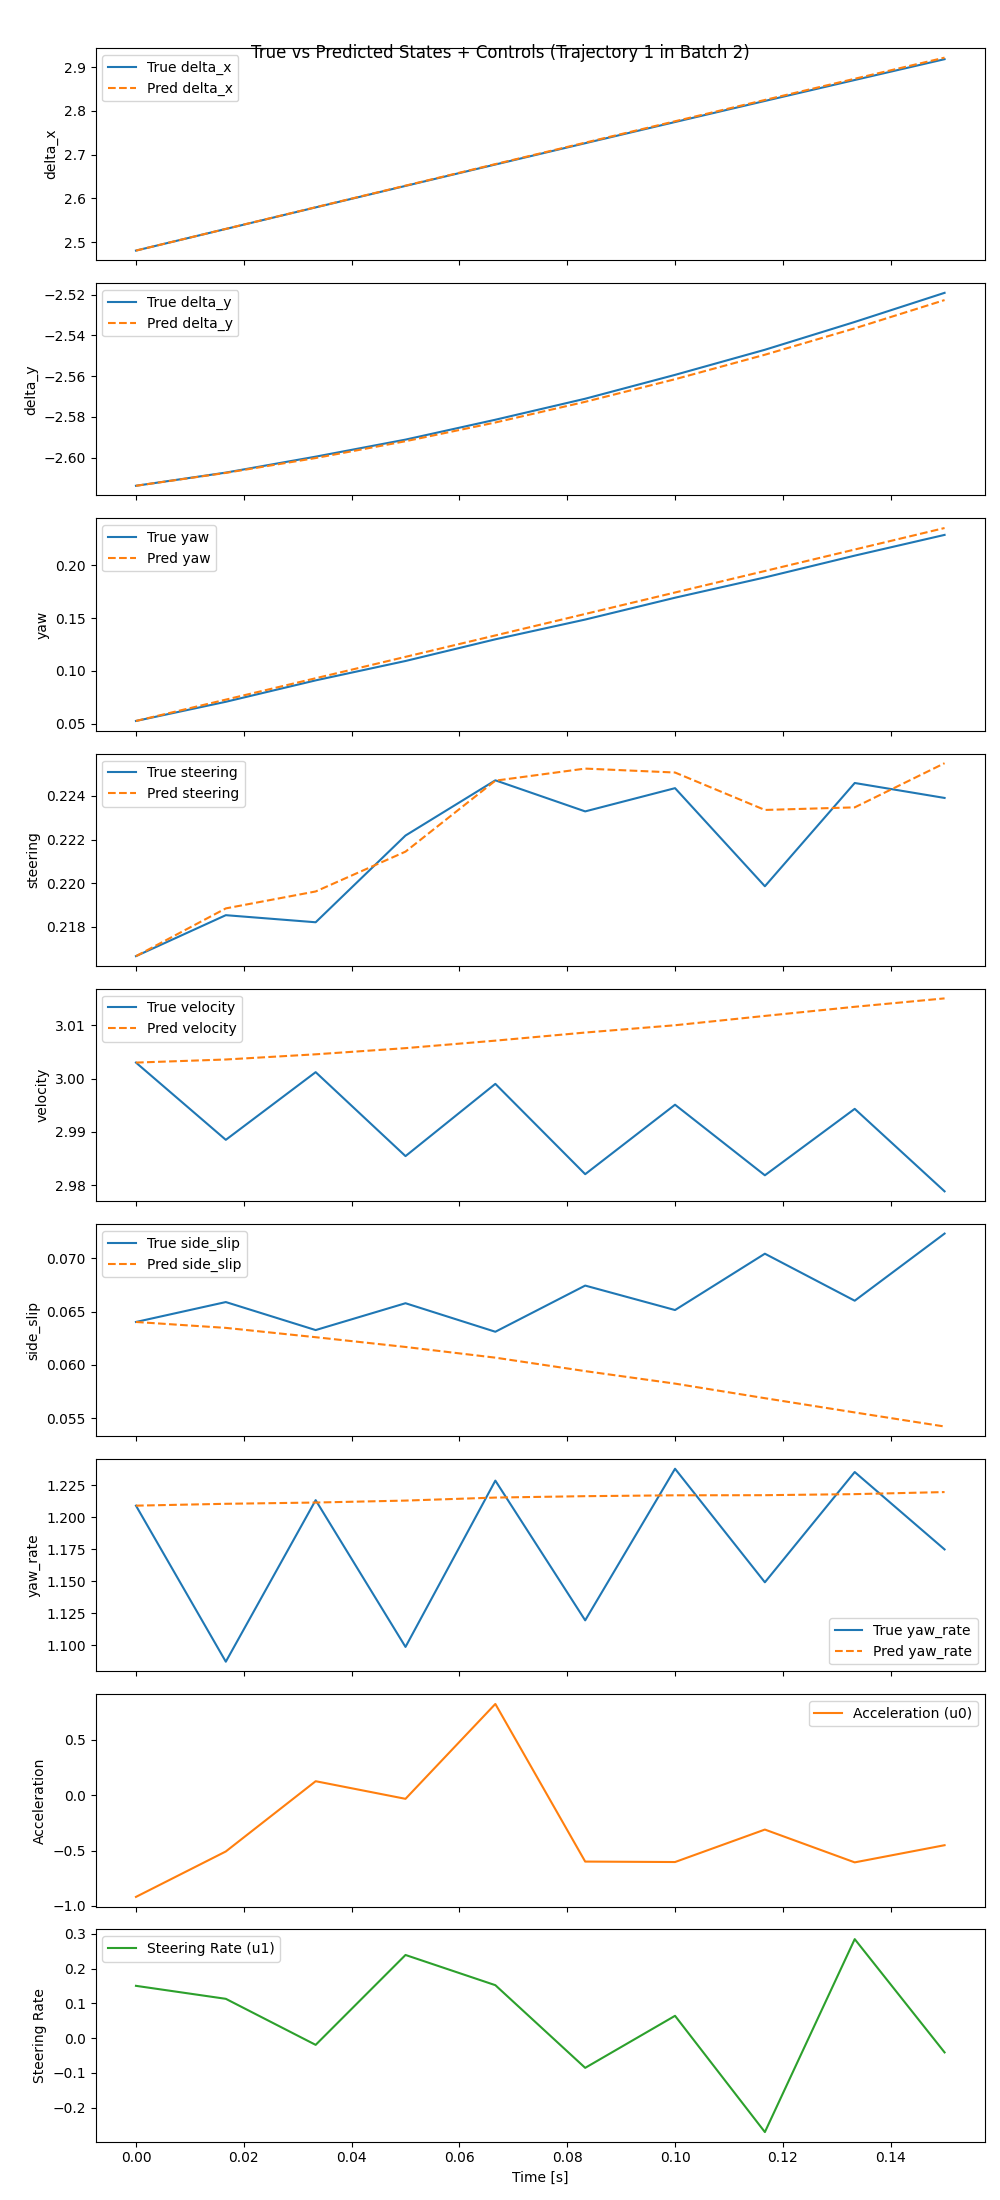 True vs Predicted States + Controls (Trajectory 1 in Batch 2)
True delta_x
Pred delta_x
delta_x
2.9
2.8
2.7
2.6
2.5
True delta_y
Pred delta_y
delta_y
−2.52
−2.54
−2.56
−2.58
−2.60
True yaw
Pred yaw
yaw
0.20
0.15
0.10
0.05
True steering
Pred steering
steering
0.224
0.222
0.220
0.218
True velocity
Pred velocity
velocity
3.01
3.00
2.99
2.98
True side_slip
Pred side_slip
side_slip
0.070
0.065
0.060
0.055
yaw_rate
1.225
1.200
1.175
1.150
1.125
1.100
True yaw_rate
Pred yaw_rate
Acceleration (u0)
Acceleration
0.5
0.0
−0.5
−1.0
Steering Rate (u1)
Steering Rate
0.3
0.2
0.1
0.0
−0.1
−0.2
0.00 0.02 0.04 0.06 0.08 0.10 0.12 0.14
Time [s]